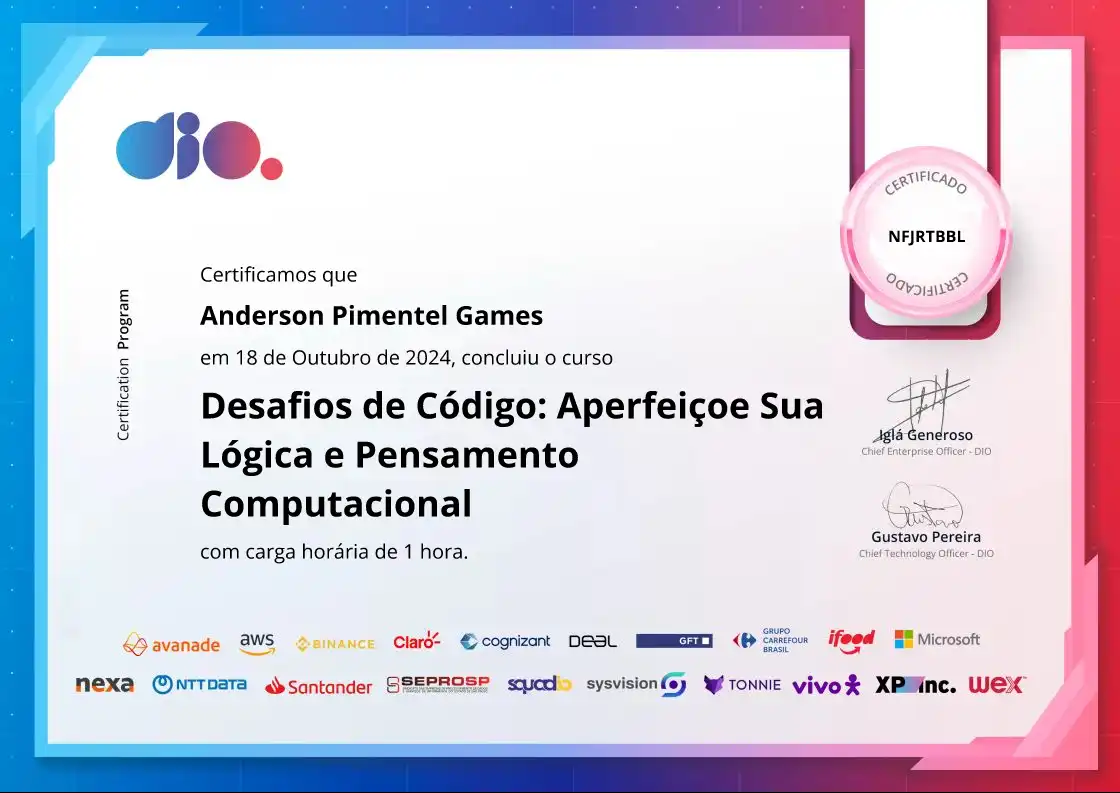 dio.
CERTIFICADO
NFJRTBBL
CERTIFICADO
Certification Program
Certificamos que
Anderson Pimentel Games
em 18 de Outubro de 2024, concluiu o curso
Desafios de Código: Aperfeiçoe Sua
Lógica e Pensamento
Computacional
com carga horária de 1 hora.
Iglá Generoso
Chief Enterprise Officer - DIO
Gustavo Pereira
Chief Technology Officer - DIO
avanade aws BINANCE Claro cognizant DEAL GFT GRUPO CARREFOUR BRASIL ifood Microsoft
nexa NTT DATA Santander SEPROSP squadio sysvision TONNIE vivo XP inc. wex